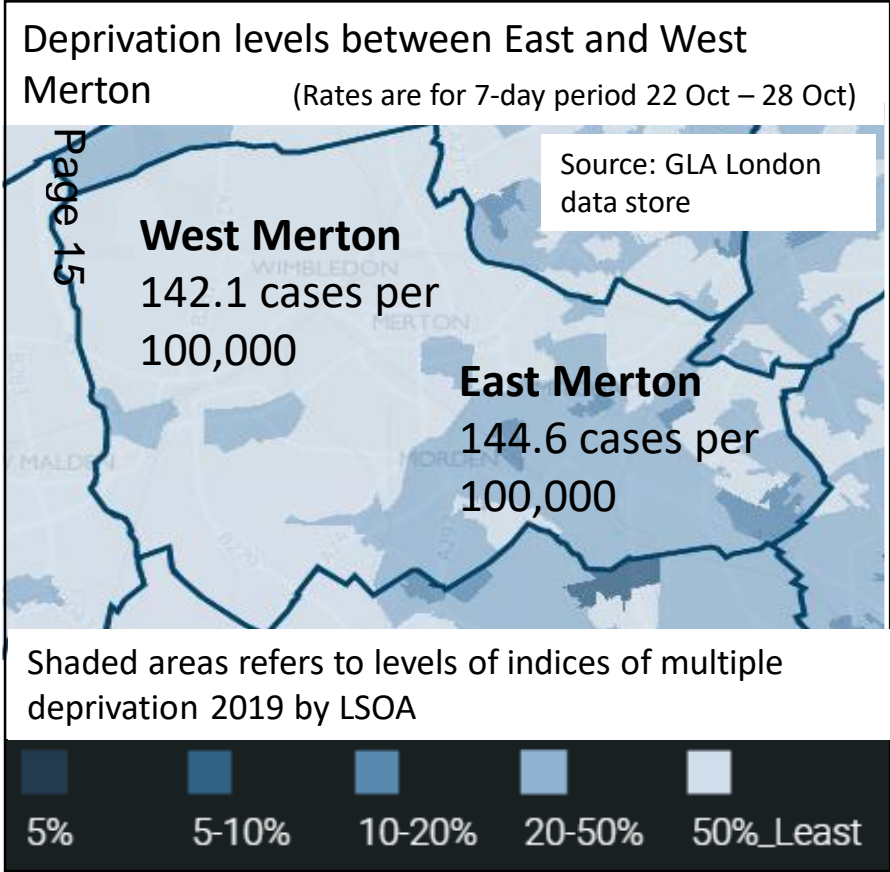 Deprivation levels between East and West
Merton (Rates are for 7-day period 22 Oct – 28 Oct)
Page 15
Source: GLA London
data store
West Merton
142.1 cases per
100,000
WIMBLEDON
MERTON
East Merton
144.6 cases per
100,000
MALDEN
MORDEN
Shaded areas refers to levels of indices of multiple
deprivation 2019 by LSOA
5% 5-10% 10-20% 20-50% 50%_Least